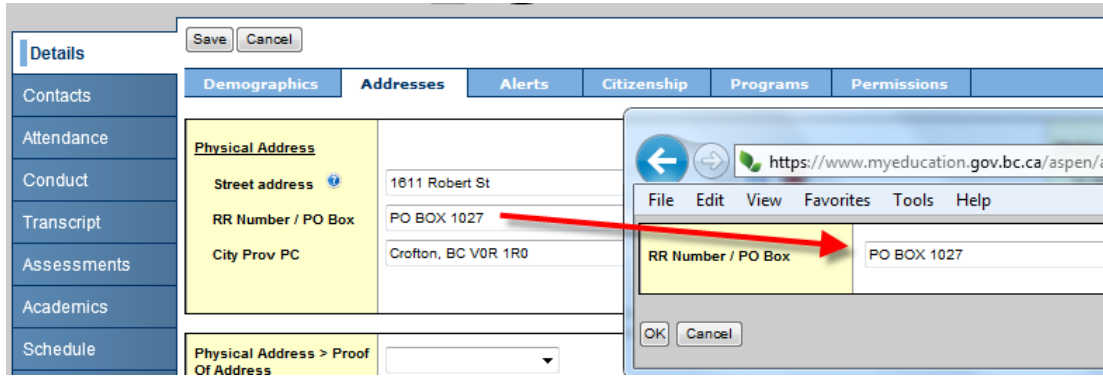 Save Cancel
Details
Demographics Addresses Alerts Citizenship Programs Permissions
Contacts
Attendance
Conduct
Transcript
Assessments
Academics
Schedule
Physical Address
Street address 1611 Robert St
RR Number / PO Box PO BOX 1027
City Prov PC Crofton, BC V0R 1R0
Physical Address > Proof
Of Address
https://www.myeducation.gov.bc.ca/aspen/
File Edit View Favorites Tools Help
RR Number / PO Box PO BOX 1027
OK Cancel